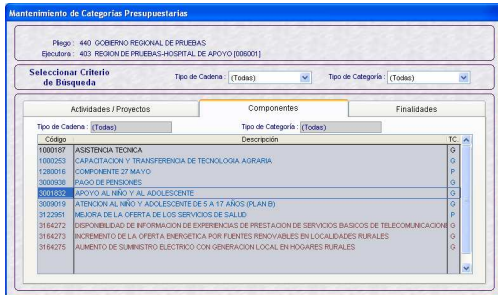 Mantenimiento de Categorías Presupuestarias
Pliego : 440 GOBIERNO REGIONAL DE PRUEBAS
Ejecutora : 403 REGION DE PRUEBAS-HOSPITAL DE APOYO [006001]
Seleccionar Criterio de Búsqueda
Tipo de Cadena : (Todas) Tipo de Categoría : (Todas)
Actividades / Proyectos Componentes Finalidades
Tipo de Cadena : (Todas) Tipo de Categoría : (Todas)
Código Descripción TC
1000187 ASISTENCIA TECNICA G
1000253 CAPACITACION Y TRANSFERENCIA DE TECNOLOGIA AGRARIA G
1280016 COMPONENTE 27 MAYO P
3000938 PAGO DE PENSIONES G
3001832 APOYO AL NIÑO Y AL ADOLESCENTE G
3009019 ATENCION AL NIÑO Y ADOLESCENTE DE 5 A 17 AÑOS (PLAN B) G
3122951 MEJORA DE LA OFERTA DE LOS SERVICIOS DE SALUD P
3164272 DISPONIBILIDAD DE INFORMACION DE EXPERIENCIAS DE PRESTACION DE SERVICIOS BASICOS DE TELECOMUNICACION G
3164273 INCREMENTO DE LA OFERTA ENERGETICA POR FUENTES RENOVABLES EN LOCALIDADES RURALES G
3164275 AUMENTO DE SUMINISTRO ELECTRICO CON GENERACION LOCAL EN HOGARES RURALES G